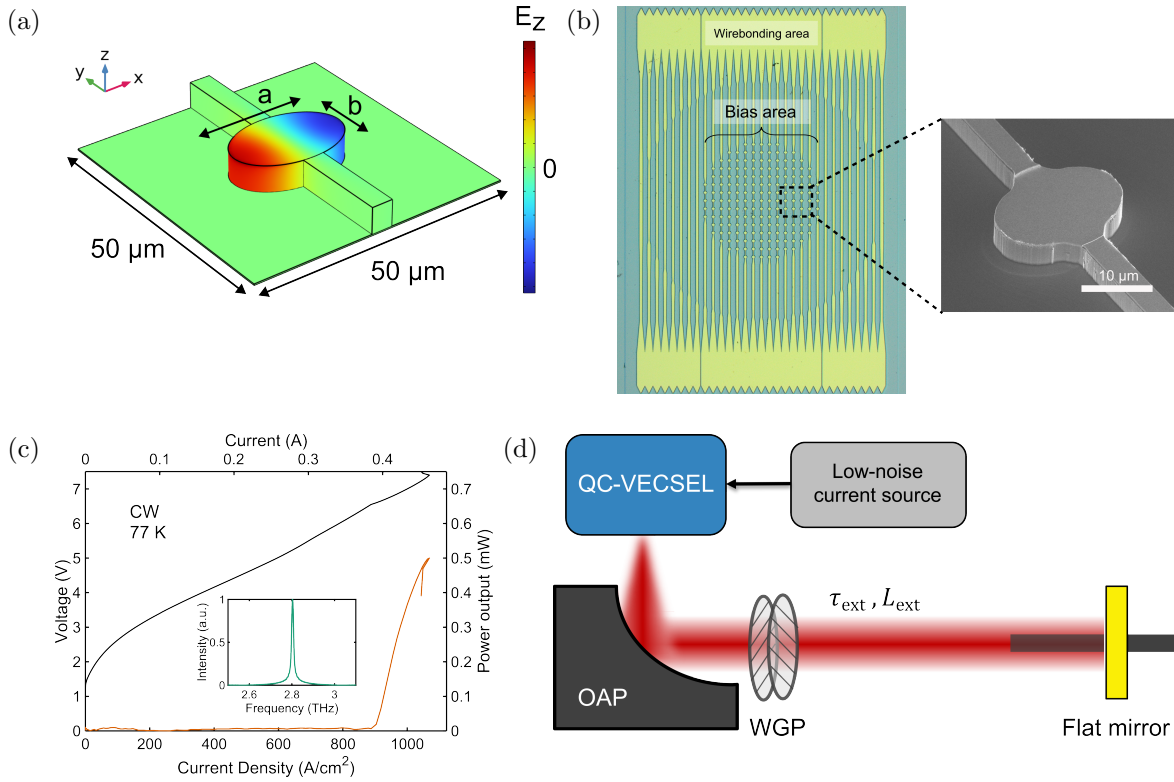 (a)
E_z
z
y
x
a
b
0
50 μm
50 μm
(b)
Wirebonding area
Bias area
10 μm
(c)
Current (A)
0 0.1 0.2 0.3 0.4
7
6
5
4
3
2
1
0
Voltage (V)
CW
77 K
0.7
0.6
0.5
0.4
0.3
0.2
0.1
0
Power output (mW)
1
0.5
0
Intensity (a.u.)
2.6 2.8 3
Frequency (THz)
0 200 400 600 800 1000
Current Density (A/cm²)
(d)
QC-VECSEL
Low-noise
current source
τ_ext , L_ext
OAP
WGP
Flat mirror